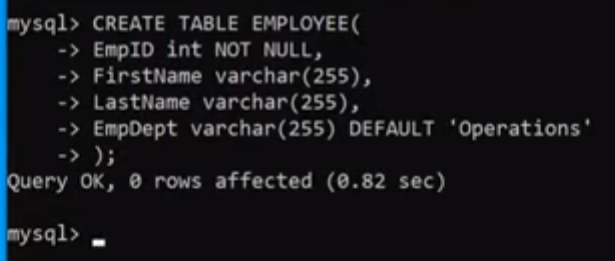 mysql> CREATE TABLE EMPLOYEE(
-> EmpID int NOT NULL,
-> FirstName varchar(255),
-> LastName varchar(255),
-> EmpDept varchar(255) DEFAULT 'Operations'
-> );
Query OK, 0 rows affected (0.82 sec)
mysql>